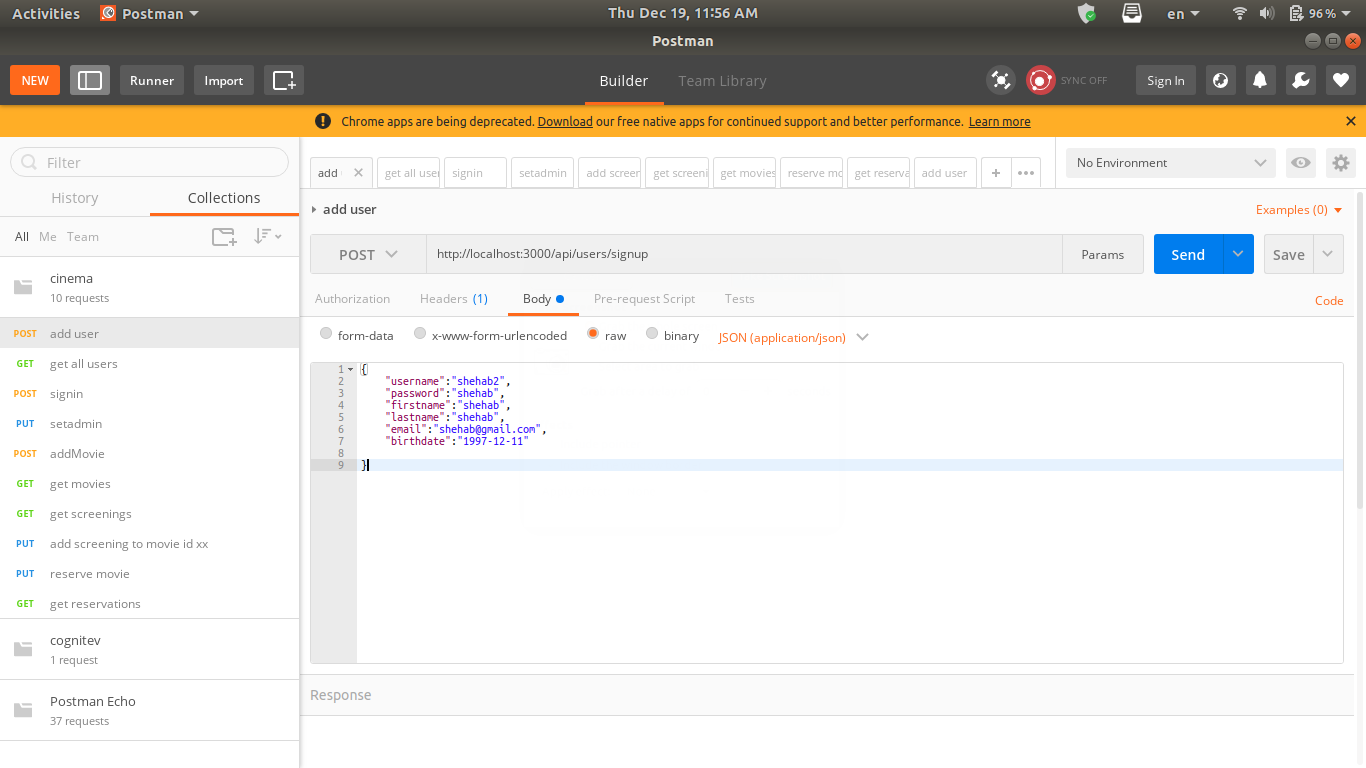 Activities Postman Thu Dec 19, 11:56 AM en 96%
Postman
NEW Runner Import Builder Team Library SYNC OFF Sign In
Chrome apps are being deprecated. Download our free native apps for continued support and better performance. Learn more
Filter
History Collections
All Me Team
cinema
10 requests
POST add user
GET get all users
POST signin
PUT setadmin
POST addMovie
GET get movies
GET get screenings
PUT add screening to movie id xx
PUT reserve movie
GET get reservations
cognitev
1 request
Postman Echo
37 requests
add get all user signin setadmin add screen get screeni get movies reserve mo get reserva add user + •••
No Environment
add user
Examples (0)
POST http://localhost:3000/api/users/signup Params Send Save
Authorization Headers (1) Body Pre-request Script Tests Code
form-data x-www-form-urlencoded raw binary JSON (application/json)
1 {
2 "username":"shehab2",
3 "password":"shehab",
4 "firstname":"shehab",
5 "lastname":"shehab",
6 "email":"shehab@gmail.com",
7 "birthdate":"1997-12-11"
8
9 }
Response